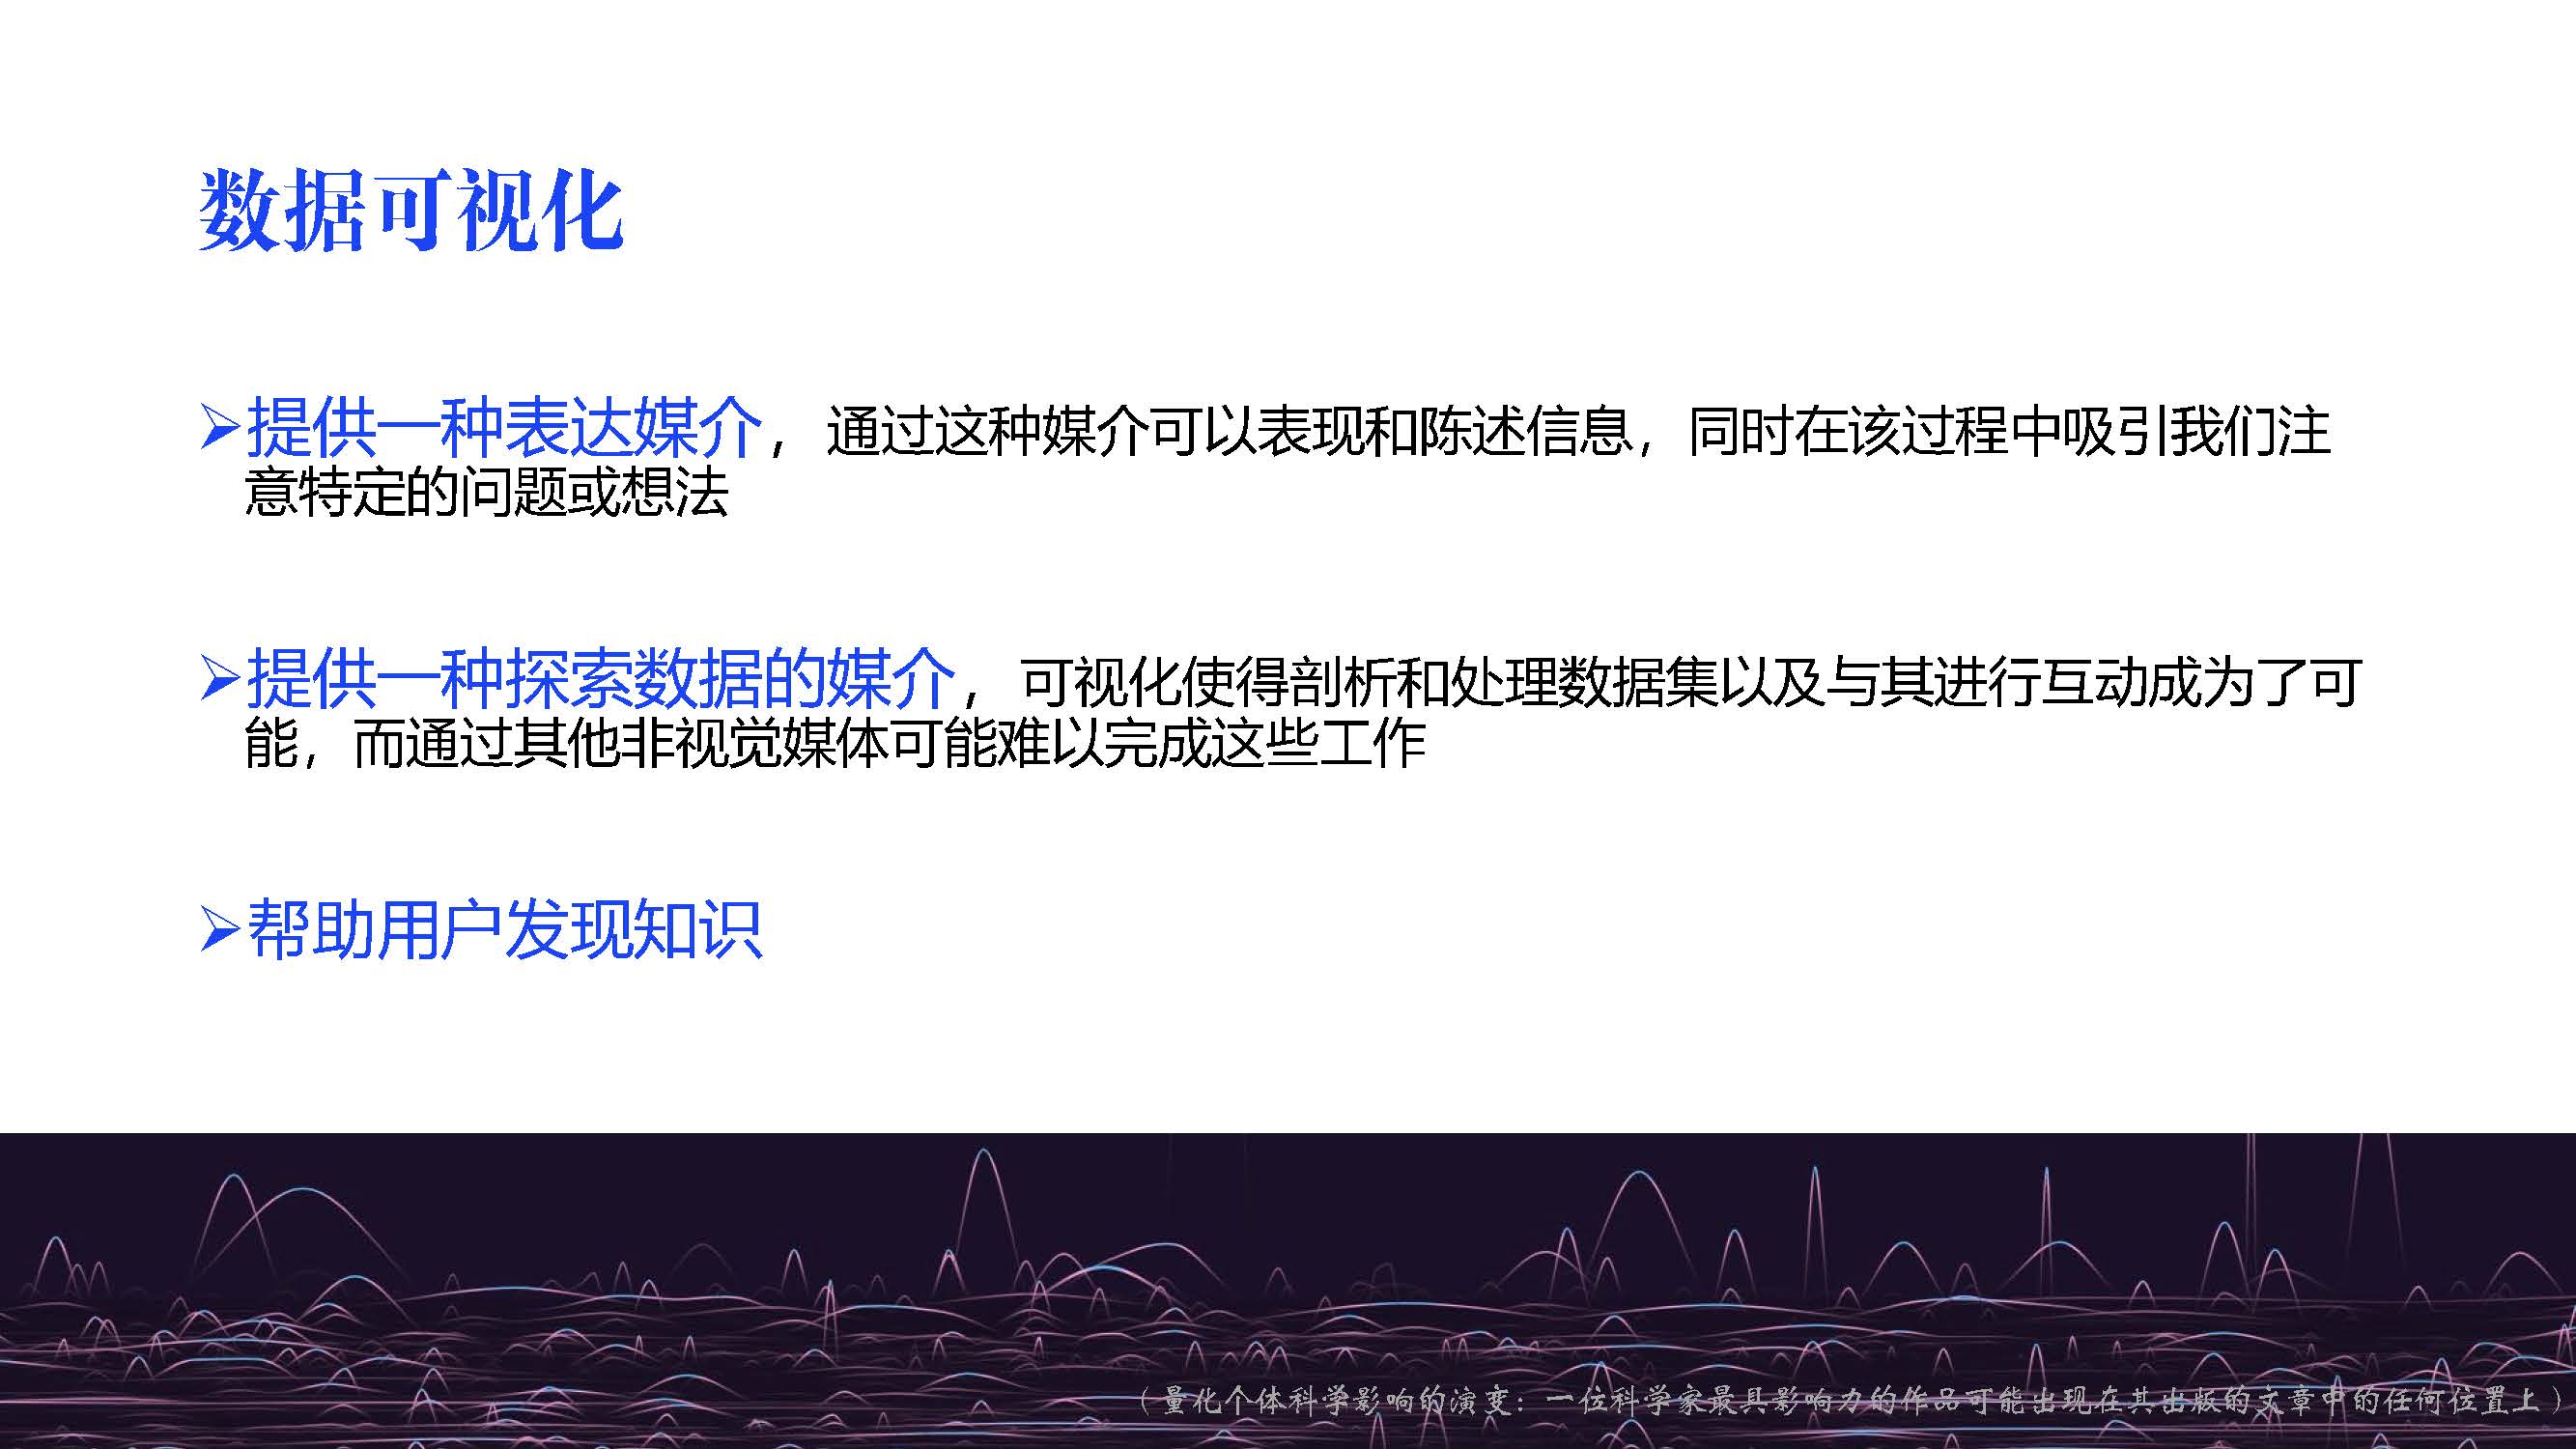 数据可视化
➢提供一种表达媒介，通过这种媒介可以表现和陈述信息，同时在该过程中吸引我们注
意特定的问题或想法
➢提供一种探索数据的媒介，可视化使得剖析和处理数据集以及与其进行互动成为了可
能，而通过其他非视觉媒体可能难以完成这些工作
➢帮助用户发现知识
（量化个体科学影响的演变：一位科学家最具影响力的作品可能出现在其出版的文章中的任何位置上）